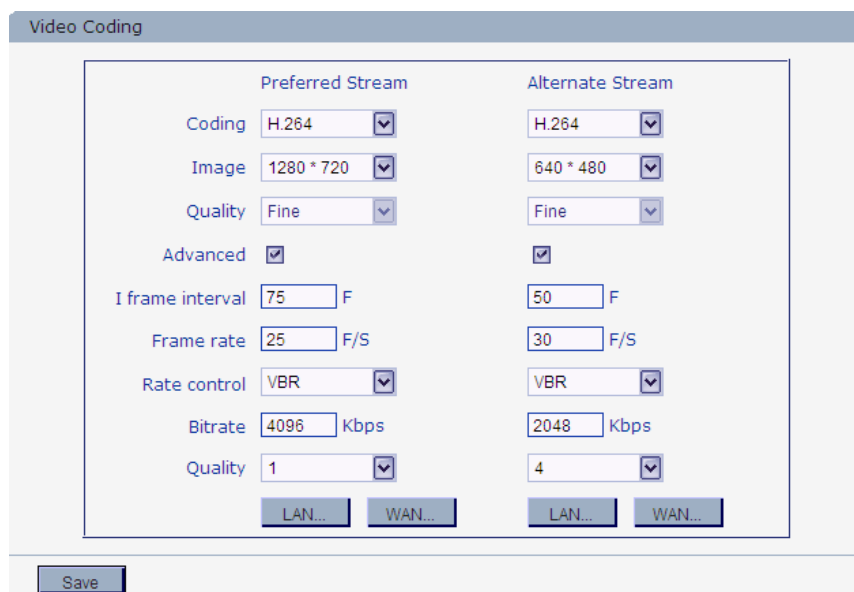 Video Coding
Preferred Stream Alternate Stream
Coding H.264 H.264
Image 1280 * 720 640 * 480
Quality Fine Fine
Advanced
I frame interval 75 F 50 F
Frame rate 25 F/S 30 F/S
Rate control VBR VBR
Bitrate 4096 Kbps 2048 Kbps
Quality 1 4
LAN... WAN... LAN... WAN...
Save